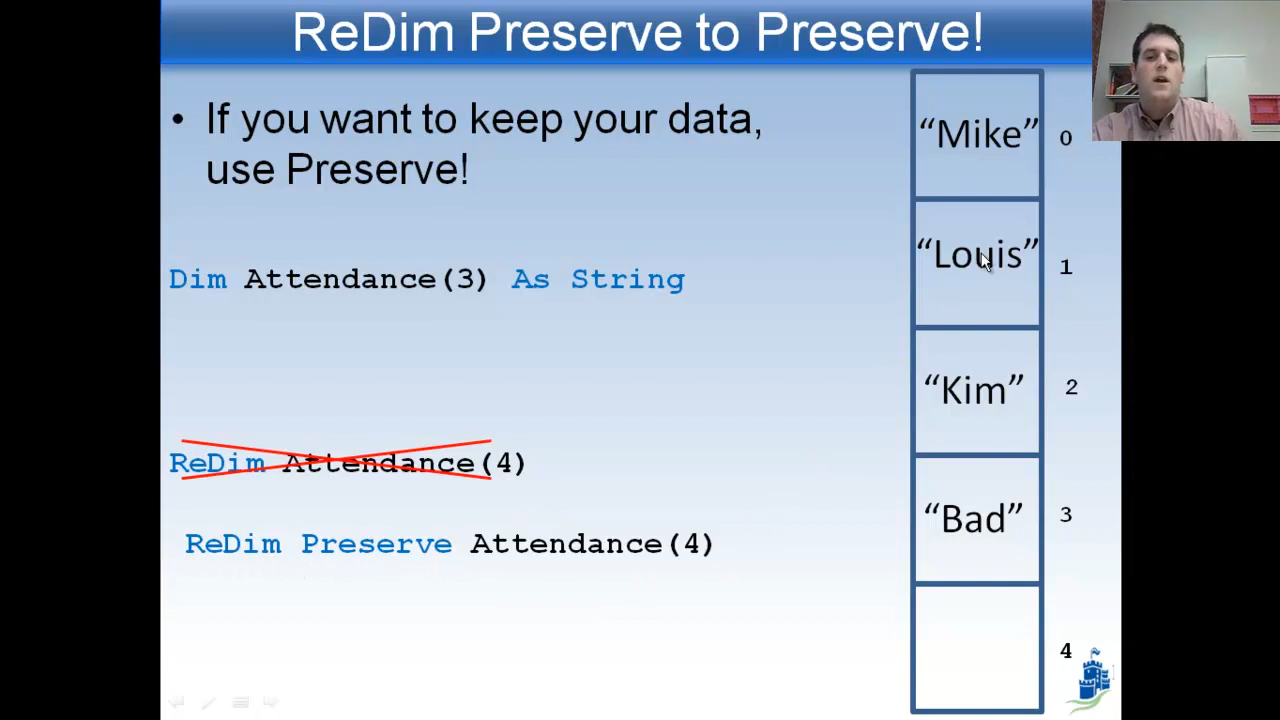 ReDim Preserve to Preserve!
• If you want to keep your data,
use Preserve!
Dim Attendance(3) As String
ReDim Attendance(4)
ReDim Preserve Attendance(4)
“Mike” 0
“Louis” 1
“Kim” 2
“Bad” 3
4